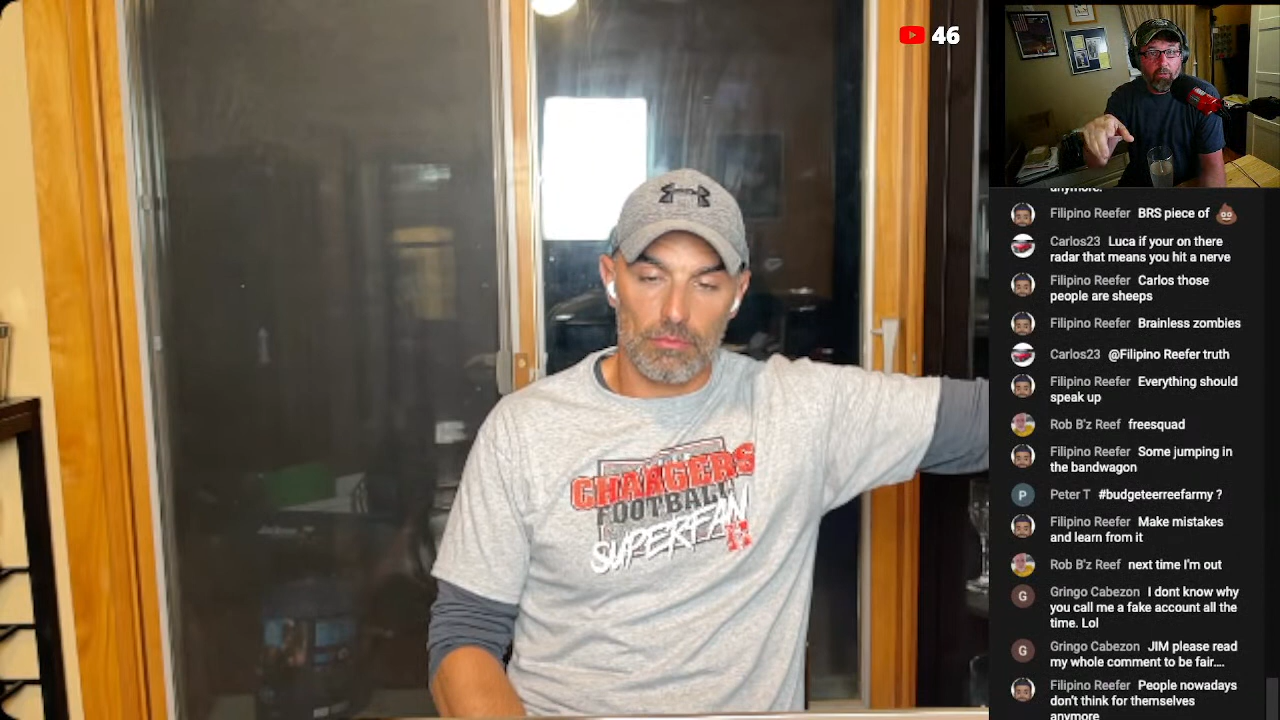 46
CHARGERS
FOOTBALL
SUPERFAN
H
anymore.
Filipino Reefer BRS piece of
Carlos23 Luca if your on there
radar that means you hit a nerve
Filipino Reefer Carlos those
people are sheeps
Filipino Reefer Brainless zombies
Carlos23 @Filipino Reefer truth
Filipino Reefer Everything should
speak up
Rob B'z Reef freesquad
Filipino Reefer Some jumping in
the bandwagon
P Peter T #budgeteerreefarmy ?
Filipino Reefer Make mistakes
and learn from it
Rob B'z Reef next time I'm out
G Gringo Cabezon I dont know why
you call me a fake account all the
time. Lol
G Gringo Cabezon JIM please read
my whole comment to be fair....
Filipino Reefer People nowadays
don't think for themselves
anymore